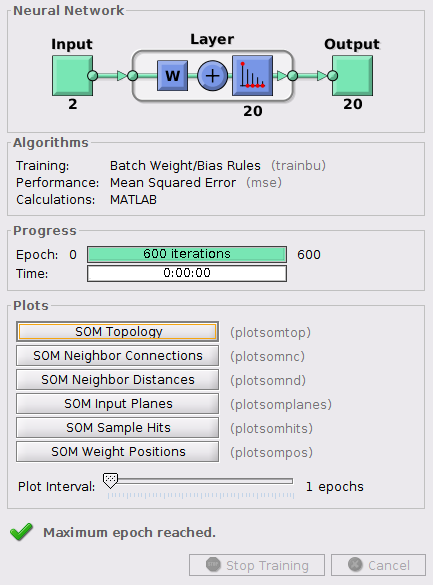 Neural Network
Input
Layer
Output
W
+
2
20
20
Algorithms
Training: Batch Weight/Bias Rules (trainbu)
Performance: Mean Squared Error (mse)
Calculations: MATLAB
Progress
Epoch: 0 600 iterations 600
Time: 0:00:00
Plots
SOM Topology (plotsomtop)
SOM Neighbor Connections (plotsomnc)
SOM Neighbor Distances (plotsomnd)
SOM Input Planes (plotsomplanes)
SOM Sample Hits (plotsomhits)
SOM Weight Positions (plotsompos)
Plot Interval: 1 epochs
Maximum epoch reached.
Stop Training Cancel